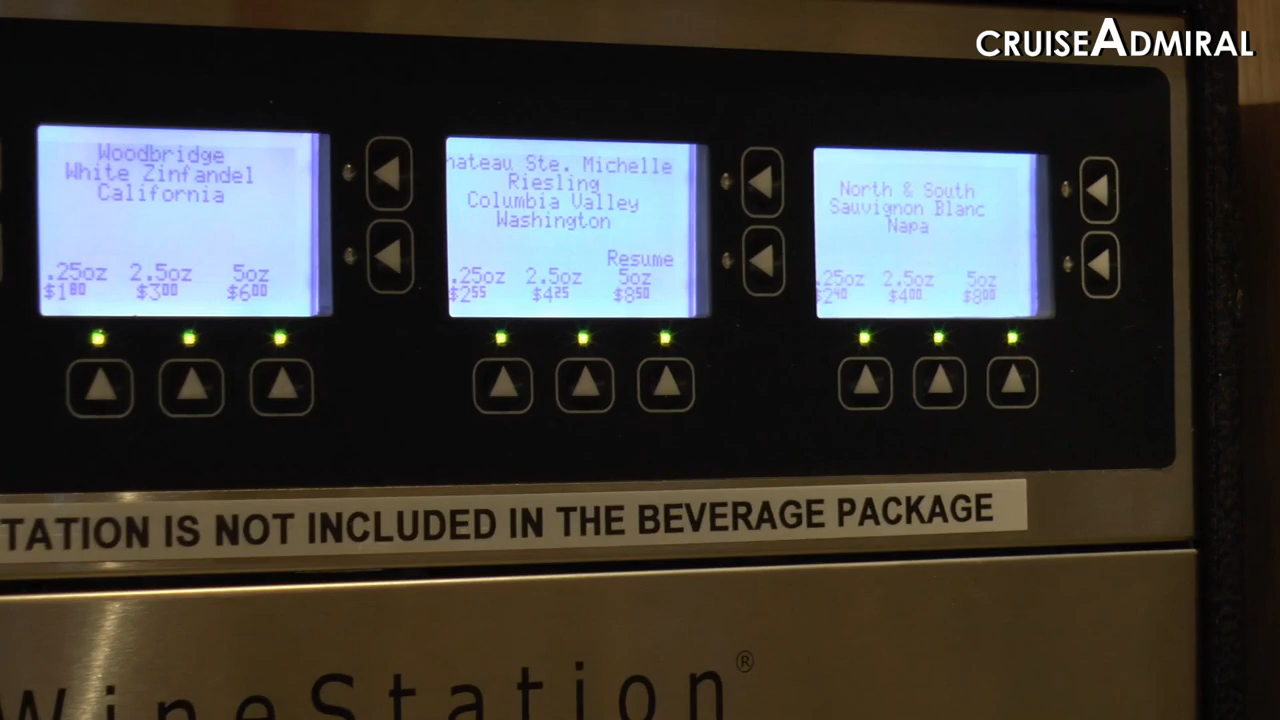 CRUISEADMIRAL
Woodbridge
White Zinfandel
California
.25oz 2.5oz 5oz
$1.80 $3.00 $6.00
hateau Ste. Michelle
Riesling
Columbia Valley
Washington
Resume
.25oz 2.5oz 5oz
$2.55 $4.25 $8.50
North & South
Sauvignon Blanc
Napa
.25oz 2.5oz 5oz
$2.40 $4.00 $8.00
TATION IS NOT INCLUDED IN THE BEVERAGE PACKAGE
WineStation®